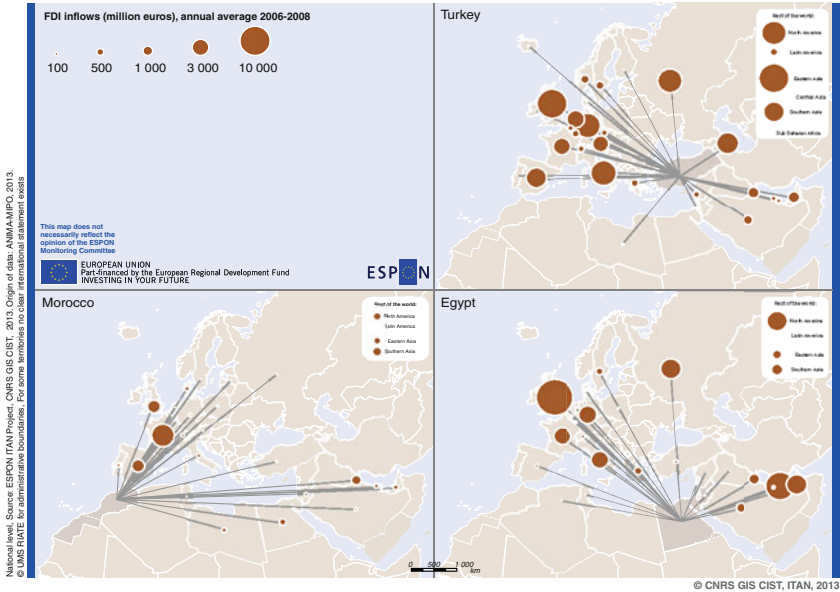 FDI inflows (million euros), annual average 2006-2008
100 500 1 000 3 000 10 000
This map does not
necessarily reflect the
opinion of the ESPON
Monitoring Committee
EUROPEAN UNION
Part-financed by the European Regional Development Fund
INVESTING IN YOUR FUTURE
ESPON
Turkey
Rest of the world:
North America
Latin America
Eastern Asia
Central Asia
Southern Asia
Sub Saharan Africa
Morocco
Rest of the world:
North America
Latin America
Eastern Asia
Southern Asia
Egypt
Rest of the world:
North America
Latin America
Eastern Asia
Southern Asia
0 500 1 000
km
National level, Source: ESPON ITAN Project, CNRS GIS CIST, 2013. Origin of data: ANIMA-MIPO, 2013.
© UMS RIATE for administrative boundaries, For some territories no clear international statement exists
© CNRS GIS CIST, ITAN, 2013